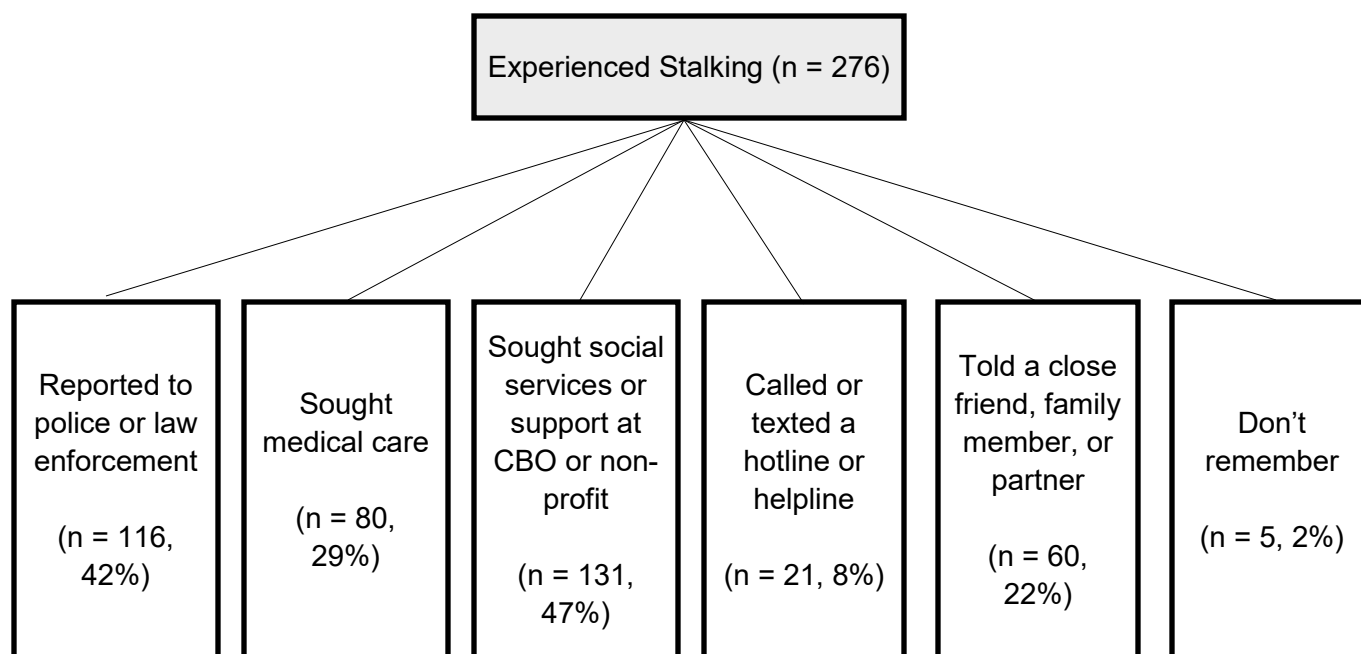 Experienced Stalking (n = 276)
Reported to
police or law
enforcement
(n = 116,
42%)
Sought
medical care
(n = 80,
29%)
Sought social
services or
support at
CBO or non-
profit
(n = 131,
47%)
Called or
texted a
hotline or
helpline
(n = 21, 8%)
Told a close
friend, family
member, or
partner
(n = 60,
22%)
Don’t
remember
(n = 5, 2%)